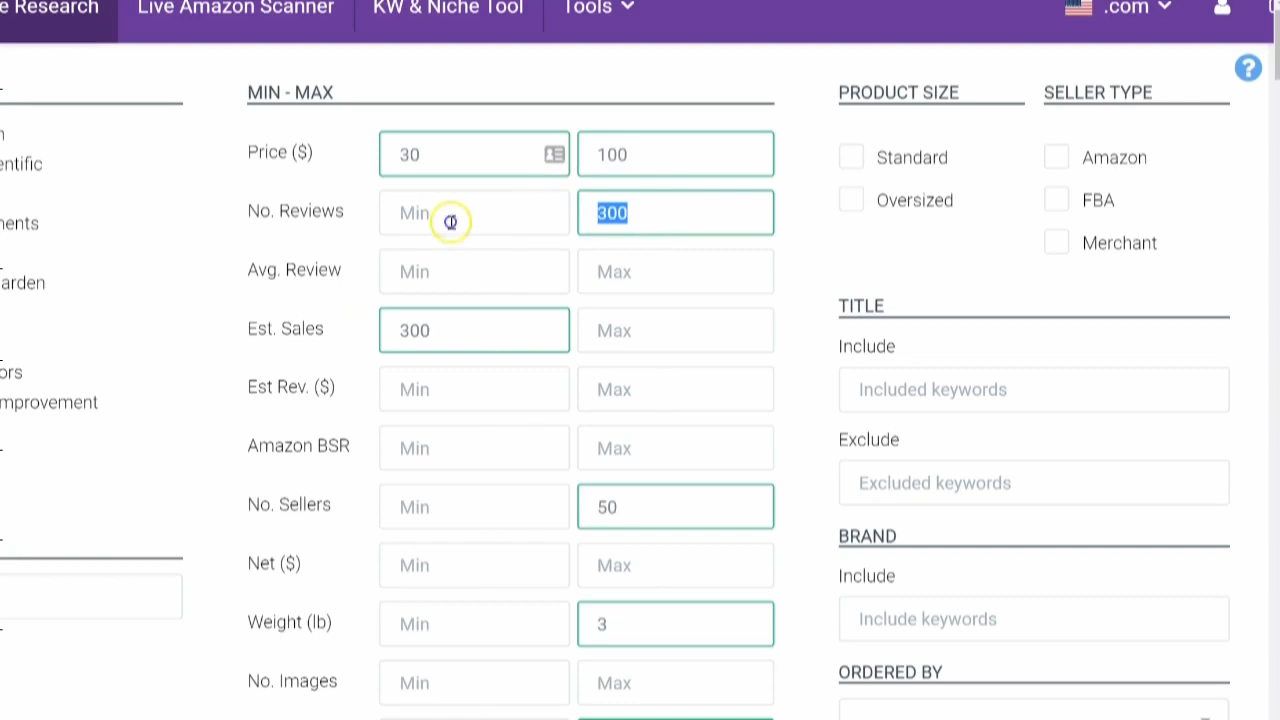 e Research
Live Amazon Scanner
KW & Niche Tool
Tools
.com
MIN - MAX
PRODUCT SIZE
SELLER TYPE
Price ($)
30
100
Standard
Amazon
entific
No. Reviews
Min
300
Oversized
FBA
nents
Merchant
Avg. Review
Min
Max
arden
TITLE
Est. Sales
300
Max
Include
ors
Est Rev. ($)
Min
Max
Included keywords
mprovement
Exclude
Amazon BSR
Min
Max
Excluded keywords
No. Sellers
Min
50
BRAND
Net ($)
Min
Max
Include
Weight (lb)
Min
3
Include keywords
No. Images
Min
Max
ORDERED BY
?